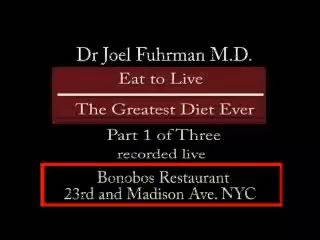 Dr Joel Fuhrman M.D.
Eat to Live
The Greatest Diet Ever
Part 1 of Three
recorded live
Bonobos Restaurant
23rd and Madison Ave. NYC